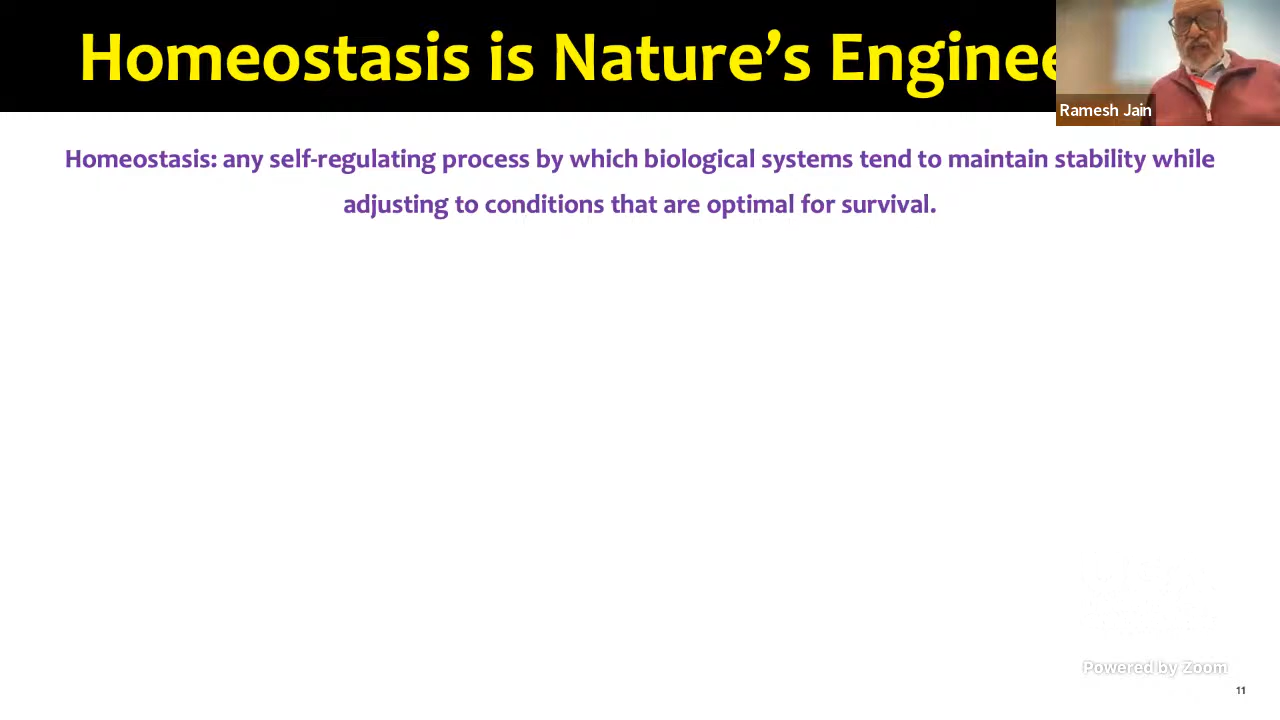 Homeostasis is Nature’s Enginee
Ramesh Jain
Homeostasis: any self-regulating process by which biological systems tend to maintain stability while
adjusting to conditions that are optimal for survival.
Powered by Zoom
11